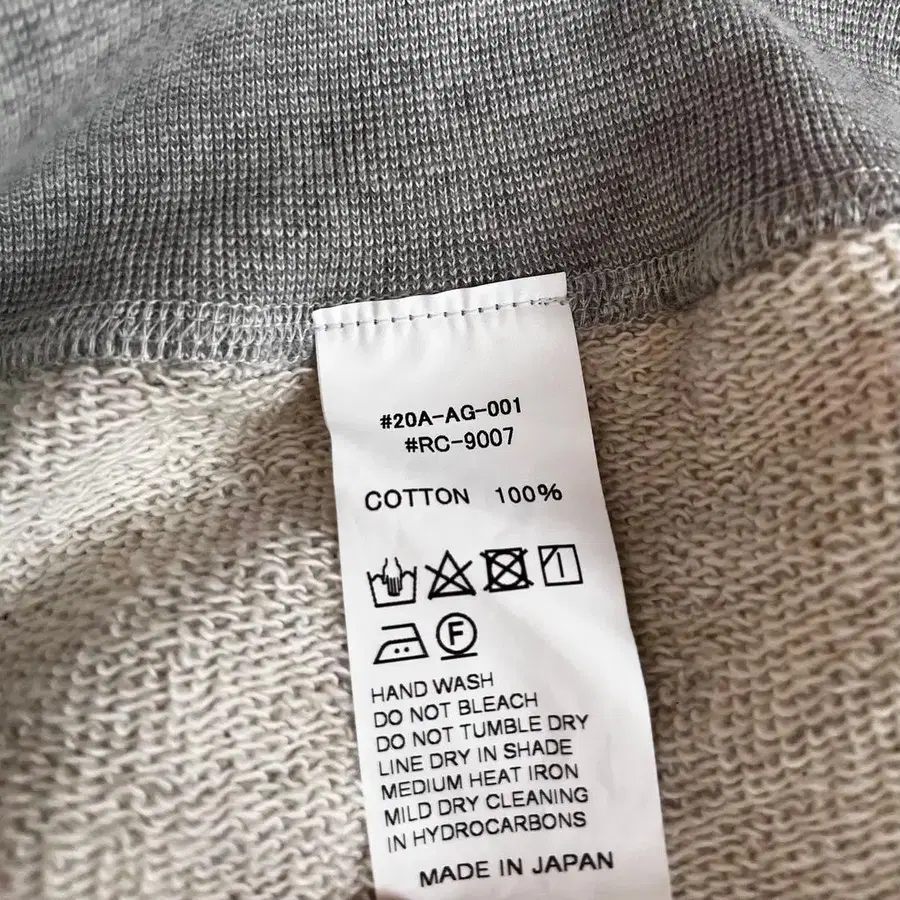 #20A-AG-001
#RC-9007
COTTON 100%
F
HAND WASH
DO NOT BLEACH
DO NOT TUMBLE DRY
LINE DRY IN SHADE
MEDIUM HEAT IRON
MILD DRY CLEANING
IN HYDROCARBONS
MADE IN JAPAN